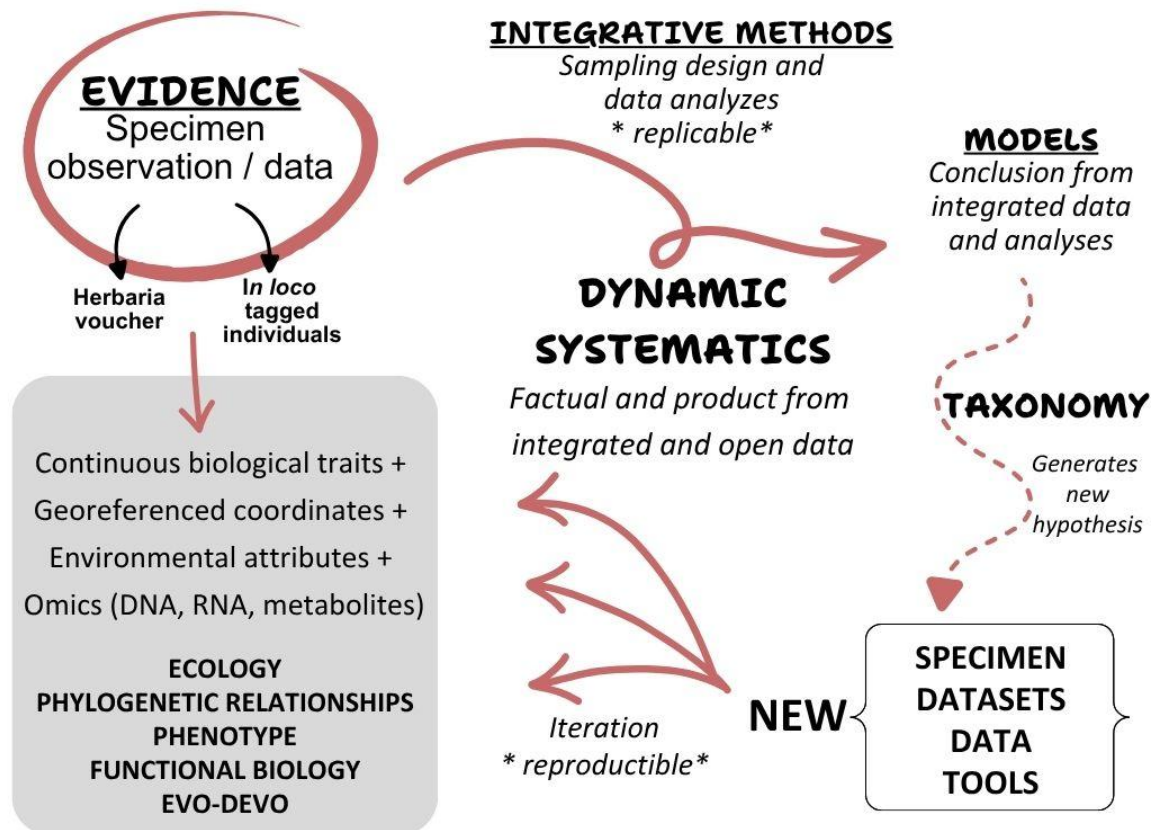 EVIDENCE
Specimen
observation / data
Herbaria
voucher
In loco
tagged
individuals
Continuous biological traits +
Georeferenced coordinates +
Environmental attributes +
Omics (DNA, RNA, metabolites)
ECOLOGY
PHYLOGENETIC RELATIONSHIPS
PHENOTYPE
FUNCTIONAL BIOLOGY
EVO-DEVO
INTEGRATIVE METHODS
Sampling design and
data analyzes
* replicable*
DYNAMIC
SYSTEMATICS
Factual and product from
integrated and open data
MODELS
Conclusion from
integrated data
and analyses
TAXONOMY
Generates
new
hypothesis
NEW
SPECIMEN
DATASETS
DATA
TOOLS
Iteration
* reproductible*